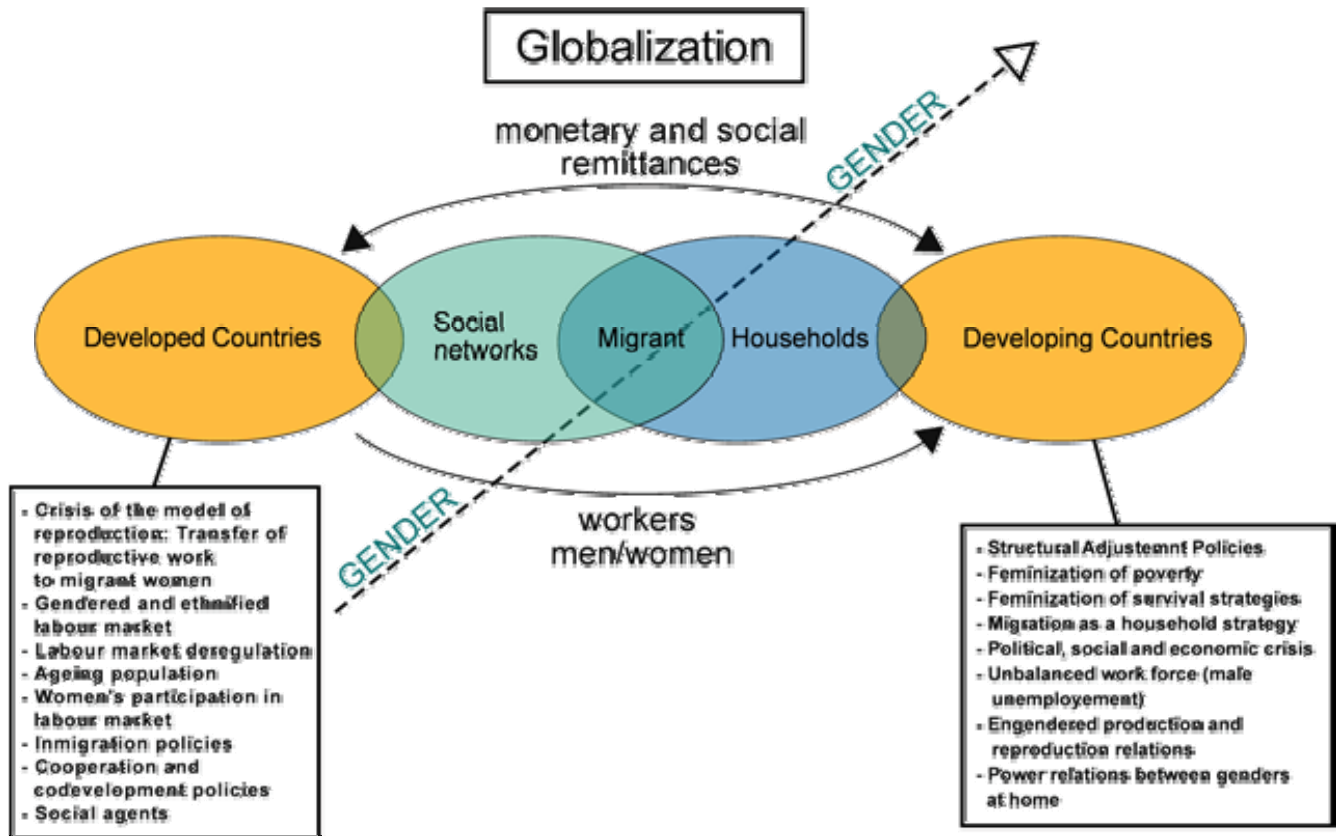 Globalization
monetary and social
remittances
GENDER
Developed Countries
Social
networks
Migrant
Households
Developing Countries
GENDER
workers
men/women
- Crisis of the model of
reproduction: Transfer of
reproductive work
to migrant women
- Gendered and ethnified
labour market
- Labour market deregulation
- Ageing population
- Women's participation in
labour market
- Inmigration policies
- Cooperation and
codevelopment policies
- Social agents
- Structural Adjustemnt Policies
- Feminization of poverty
- Feminization of survival strategies
- Migration as a household strategy
- Political, social and economic crisis
- Unbalanced work force (male
unemployement)
- Engendered production and
reproduction relations
- Power relations between genders
at home